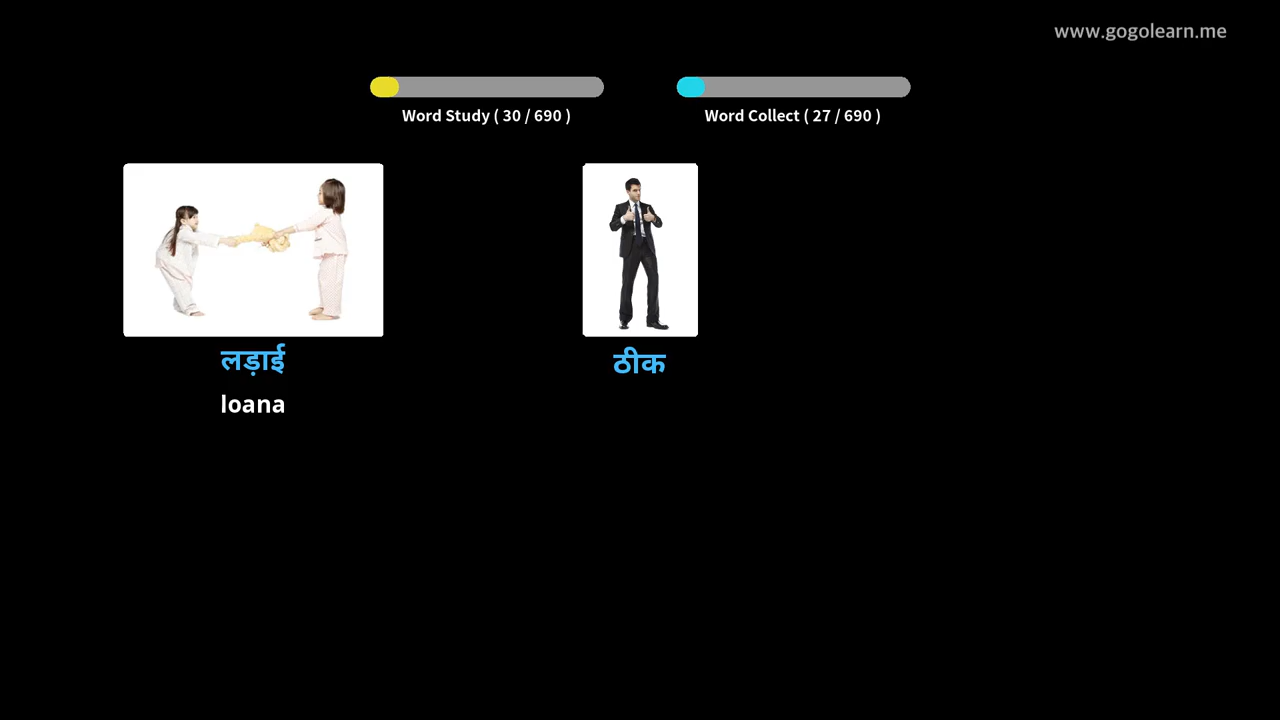 www.gogolearn.me
Word Study ( 30 / 690 )
Word Collect ( 27 / 690 )
लड़ाई
ठीक
loana